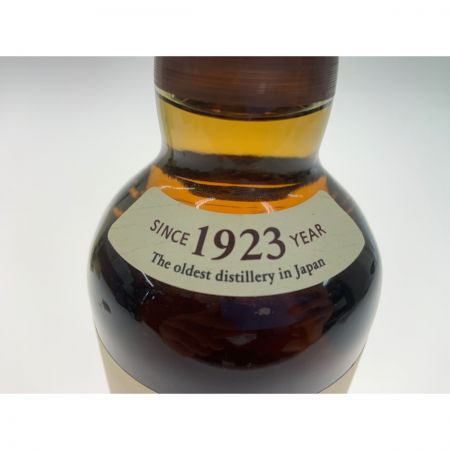 SINCE 1923 YEAR
The oldest distillery in Japan